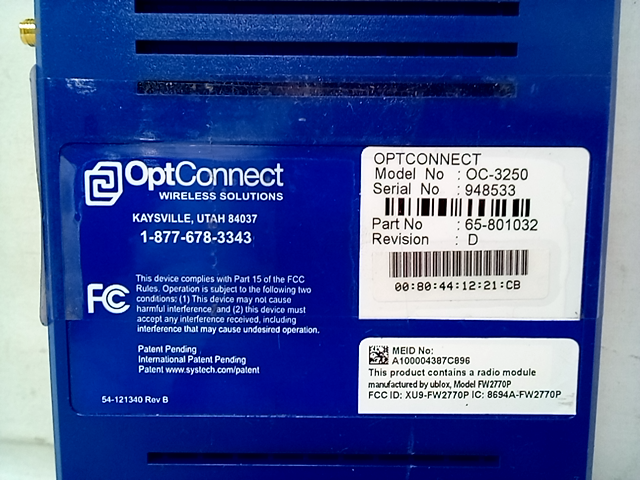 OptConnect
WIRELESS SOLUTIONS
KAYSVILLE, UTAH 84037
1-877-678-3343
FC
This device complies with Part 15 of the FCC
Rules. Operation is subject to the following two
conditions: (1) This device may not cause
harmful interference, and (2) this device must
accept any interference received, including
interference that may cause undesired operation.
Patent Pending
International Patent Pending
Patent www.systech.com/patent
54-121340 Rev B
OPTCONNECT
Model No : OC-3250
Serial No : 948533
Part No : 65-801032
Revision : D
00:80:44:12:21:CB
MEID No:
A100004387C896
This product contains a radio module
manufactured by ublox, Model FW2770P
FCC ID: XU9-FW2770P IC: 8694A-FW2770P